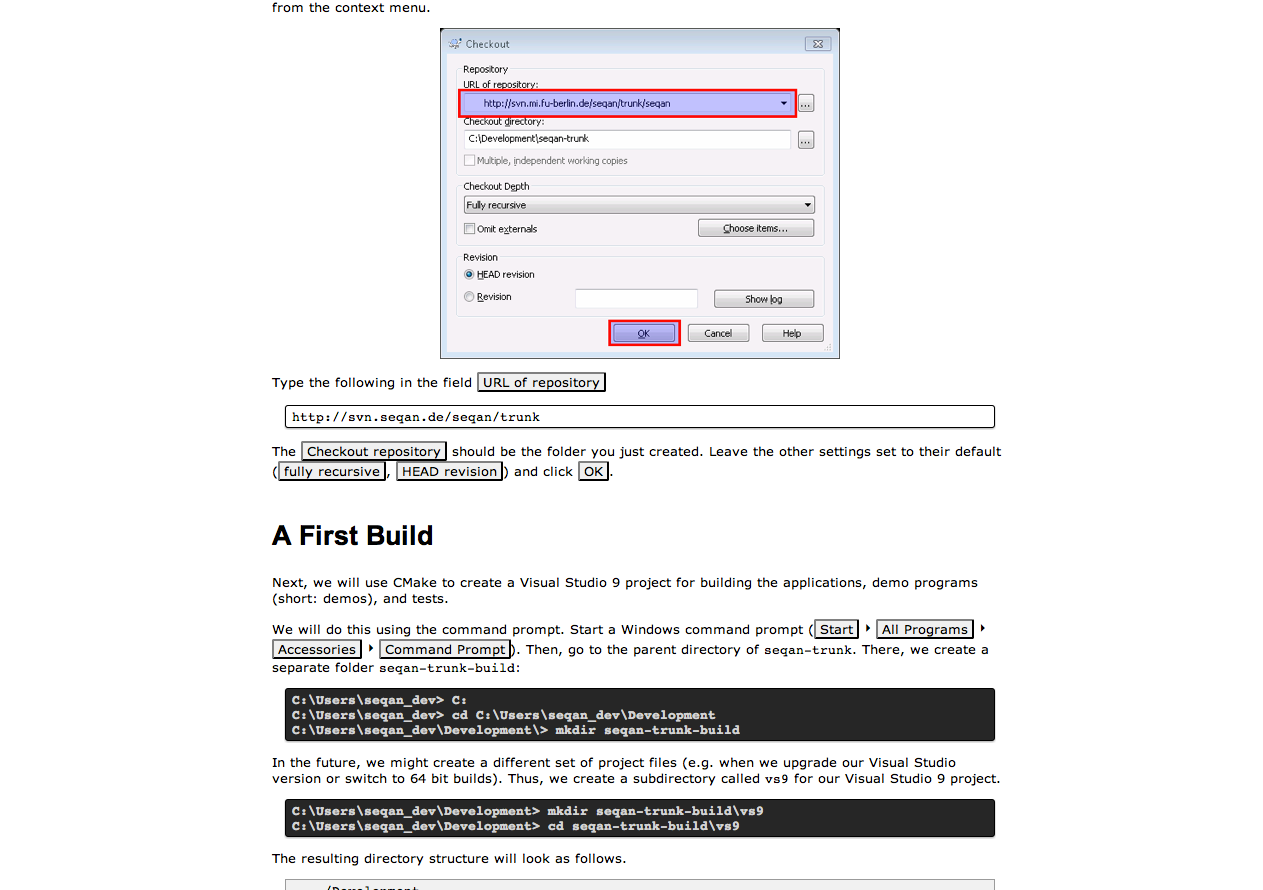 from the context menu.
Checkout
Repository
URL of repository:
http://svn.mi.fu-berlin.de/seqan/trunk/seqan
...
Checkout directory:
C:\Development\seqan-trunk
...
Multiple, independent working copies
Checkout Depth
Fully recursive
Omit externals
Choose items...
Revision
HEAD revision
Revision
Show log
OK
Cancel
Help
Type the following in the field URL of repository
http://svn.seqan.de/seqan/trunk
The Checkout repository should be the folder you just created. Leave the other settings set to their default
(fully recursive, HEAD revision) and click OK.
A First Build
Next, we will use CMake to create a Visual Studio 9 project for building the applications, demo programs
(short: demos), and tests.
We will do this using the command prompt. Start a Windows command prompt (Start ‣ All Programs ‣
Accessories ‣ Command Prompt). Then, go to the parent directory of seqan-trunk. There, we create a
separate folder seqan-trunk-build:
C:\Users\seqan_dev> C:
C:\Users\seqan_dev> cd C:\Users\seqan_dev\Development
C:\Users\seqan_dev\Development\> mkdir seqan-trunk-build
In the future, we might create a different set of project files (e.g. when we upgrade our Visual Studio
version or switch to 64 bit builds). Thus, we create a subdirectory called vs9 for our Visual Studio 9 project.
C:\Users\seqan_dev\Development> mkdir seqan-trunk-build\vs9
C:\Users\seqan_dev\Development> cd seqan-trunk-build\vs9
The resulting directory structure will look as follows.